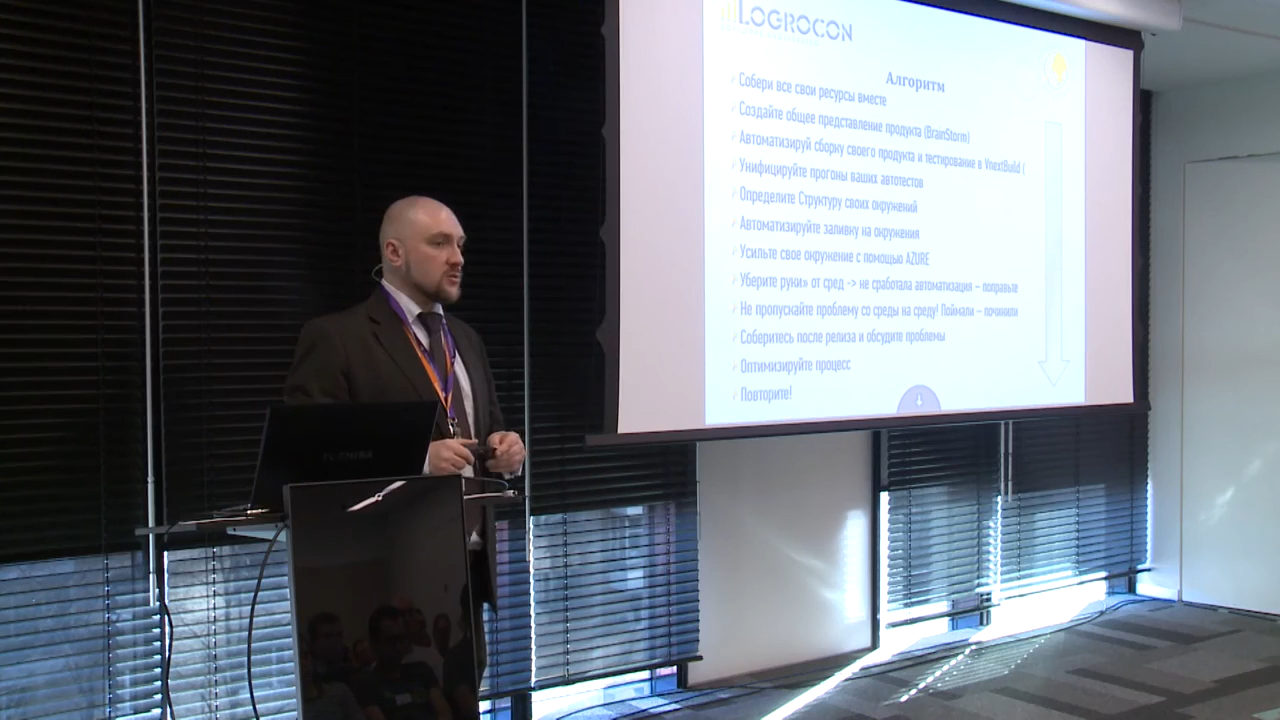 LOGROCON
Алгоритм
Собери все свои ресурсы вместе
Создайте общее представление продукта (BrainStorm)
Автоматизируй сборку своего продукта и тестирование в VnextBuild (
Унифицируйте прогоны ваших автотестов
Определите Структуру своих окружений
Автоматизируйте заливку на окружения
Усильте свое окружение с помощью AZURE
Уберите руки» от сред -> не сработала автоматизация – поправьте
Не пропускайте проблему со среды на среду! Поймали – починили
Соберитесь после релиза и обсудите проблемы
Оптимизируйте процесс
Повторите!